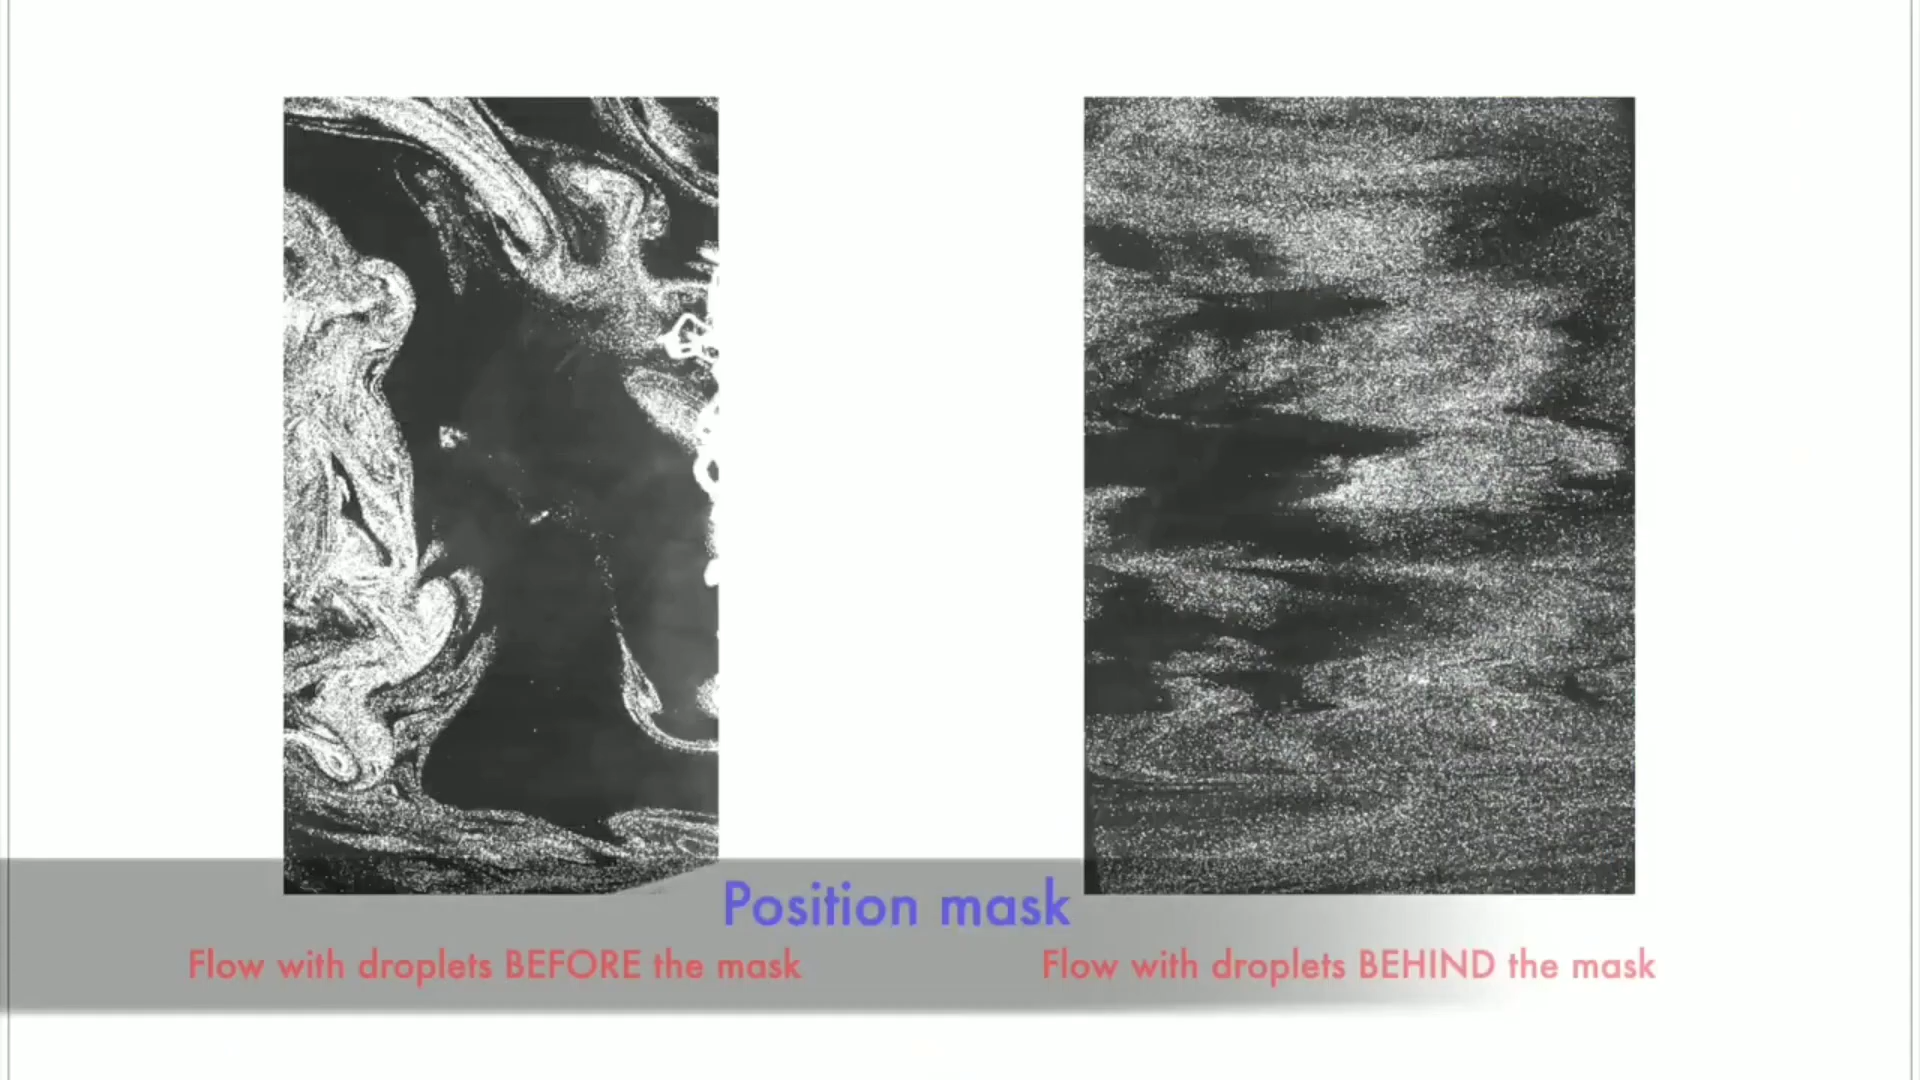 Position mask
Flow with droplets BEFORE the mask
Flow with droplets BEHIND the mask